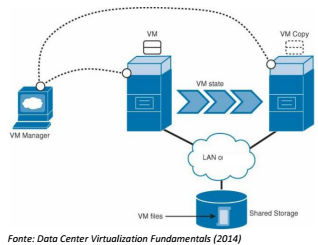 VM
VM Copy
VM state
VM Manager
LAN
VM files
Shared Storage
Fonte: Data Center Virtualization Fundamentals (2014)